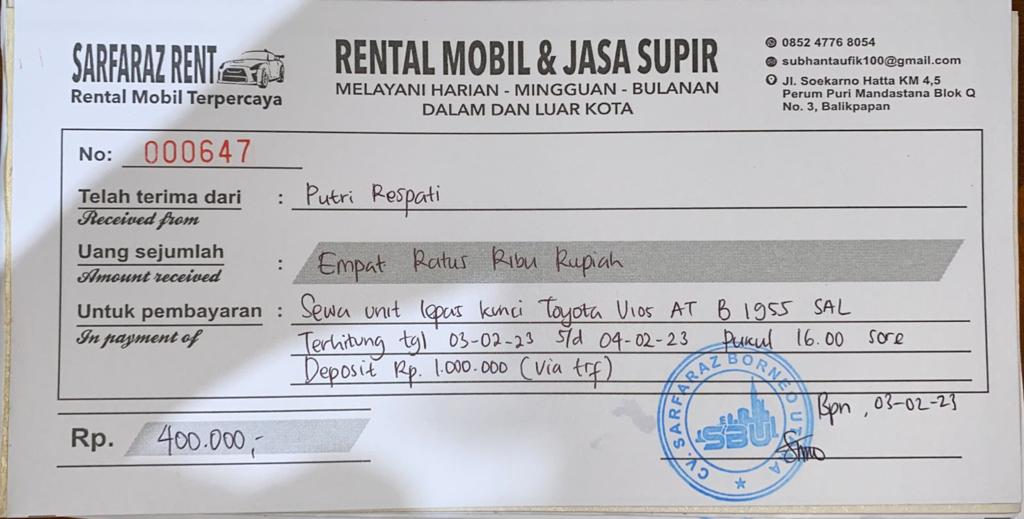 SARFARAZ RENT
Rental Mobil Terpercaya
RENTAL MOBIL & JASA SUPIR
MELAYANI HARIAN - MINGGUAN - BULANAN
DALAM DAN LUAR KOTA
0852 4776 8054
subhantaufik100@gmail.com
Jl. Soekarno Hatta KM 4,5
Perum Puri Mandastana Blok Q
No. 3, Balikpapan
No: 000647
Telah terima dari : Putri Respati
Received from
Uang sejumlah : Empat Ratus Ribu Rupiah
Amount received
Untuk pembayaran : Sewa unit lepas kunci Toyota Vios AT B 1955 SAL
In payment of
Terhitung tgl 03-02-23 s/d 04-02-23 Pukul 16.00 sore
Deposit Rp. 1.000.000 (Via tf)
Bpn, 03-02-23
Rp. 400.000,-
CV. SARFARAZ BORNEO UTAMA
SBU